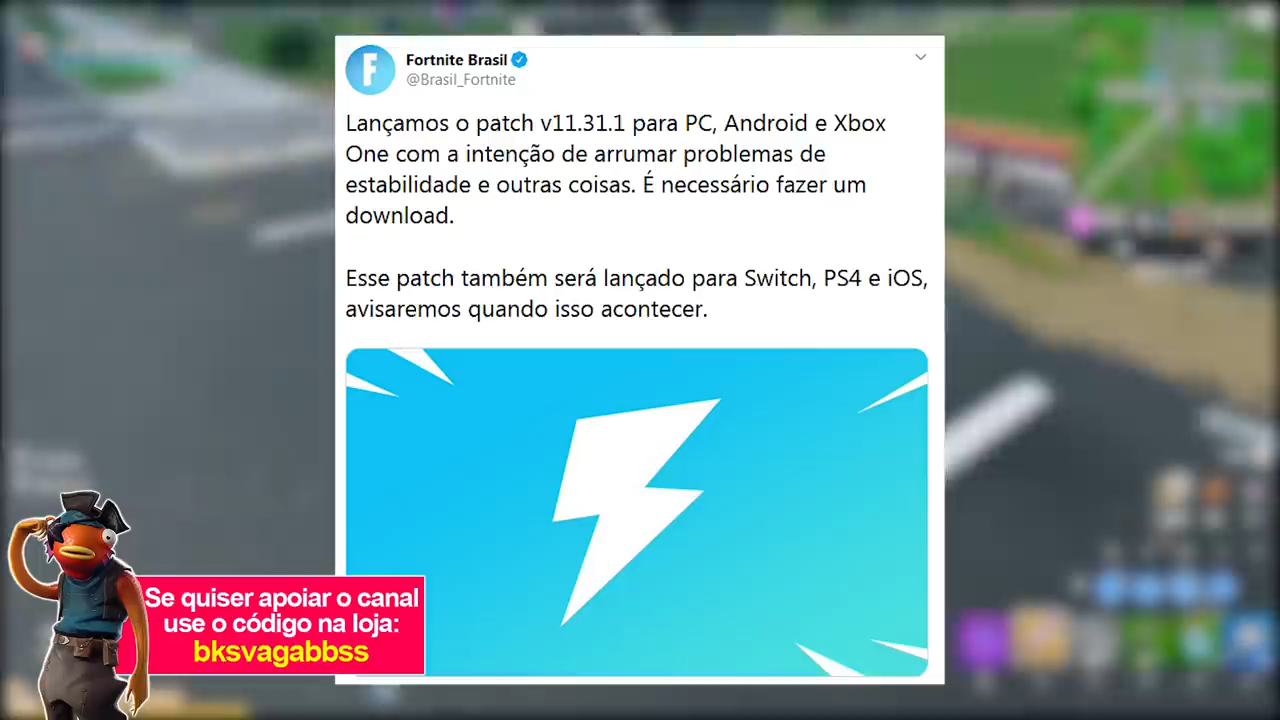 Fortnite Brasil
@Brasil_Fortnite
Lançamos o patch v11.31.1 para PC, Android e Xbox
One com a intenção de arrumar problemas de
estabilidade e outras coisas. É necessário fazer um
download.
Esse patch também será lançado para Switch, PS4 e iOS,
avisaremos quando isso acontecer.
Se quiser apoiar o canal
use o código na loja:
bksvagabbss